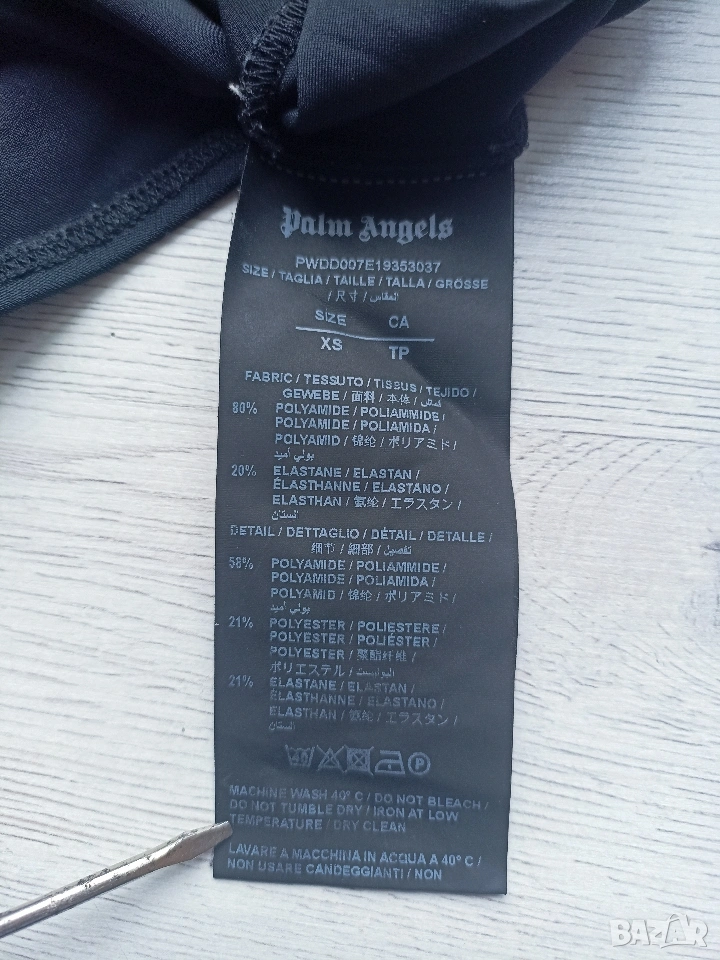 Palm Angels
PWDD007E19353037
SIZE / TAGLIA / TAILLE / TALLA / GRÖSSE
/ 尺寸 / المقاس
SIZE CA
XS TP
FABRIC / TESSUTO / TISSUS / TEJIDO /
GEWEBE / 面料 / 本体 / قماش
80% POLYAMIDE / POLIAMMIDE /
POLYAMIDE / POLIAMIDA /
POLYAMID / 锦纶 / ポリアミド /
بولي أميد
20% ELASTANE / ELASTAN /
ÉLASTHANNE / ELASTANO /
ELASTHAN / 氨纶 / エラスタン /
الستان
DETAIL / DETTAGLIO / DÉTAIL / DETALLE /
细节 / 細部 / تفصيل
58% POLYAMIDE / POLIAMMIDE /
POLYAMIDE / POLIAMIDA /
POLYAMID / 锦纶 / ポリアミド /
بولي أميد
21% POLYESTER / POLIESTERE /
POLYESTER / POLIÉSTER /
POLYESTER / 聚酯纤维 /
ポリエステル / البوليستر
21% ELASTANE / ELASTAN /
ÉLASTHANNE / ELASTANO /
ELASTHAN / 氨纶 / エラスタン /
الستان
40 P
MACHINE WASH 40° C / DO NOT BLEACH /
DO NOT TUMBLE DRY / IRON AT LOW
TEMPERATURE / DRY CLEAN
LAVARE A MACCHINA IN ACQUA A 40° C /
NON USARE CANDEGGIANTI / NON
BAZAR